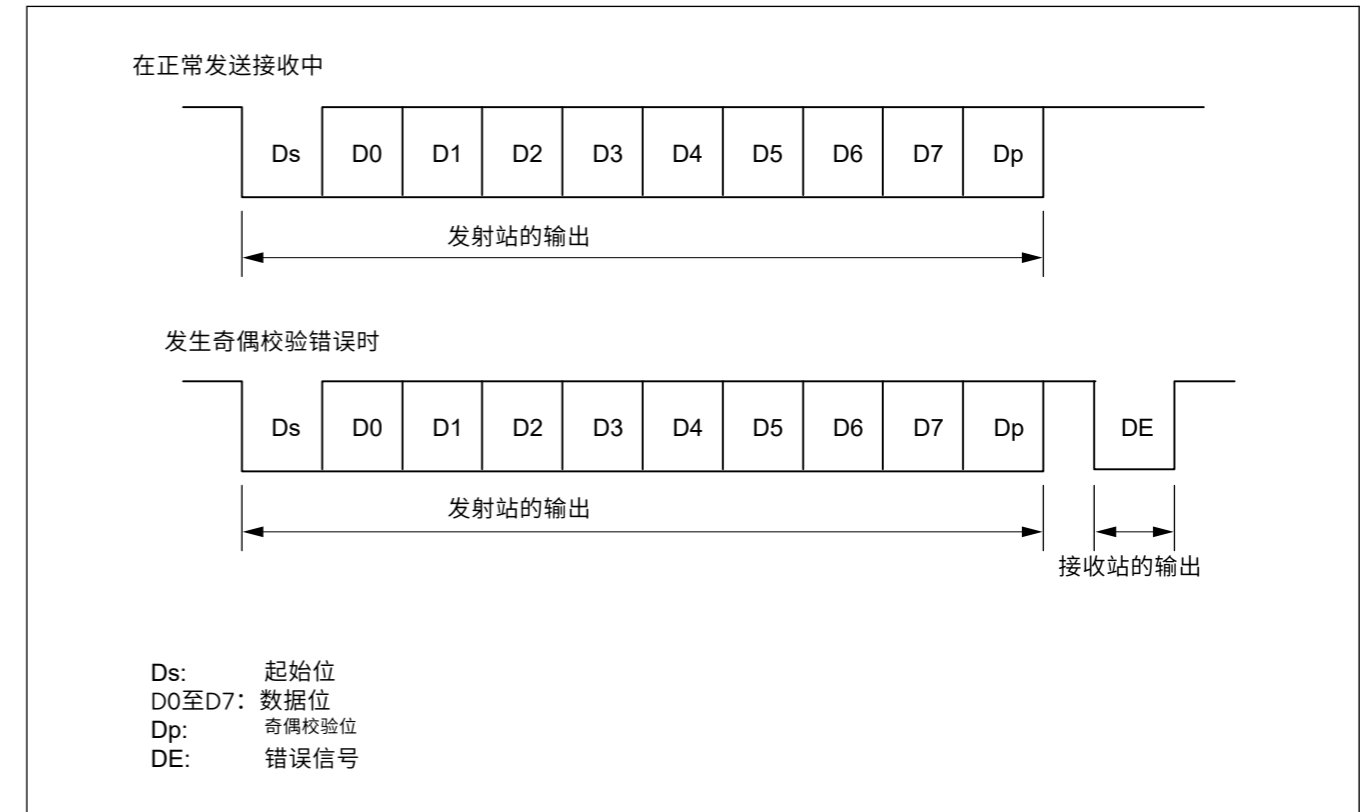 在正常发送接收中
Ds D0 D1 D2 D3 D4 D5 D6 D7 Dp
发射站的输出
发生奇偶校验错误时
Ds D0 D1 D2 D3 D4 D5 D6 D7 Dp DE
发射站的输出
接收站的输出
Ds: 起始位
D0至D7：数据位
Dp: 奇偶校验位
DE: 错误信号